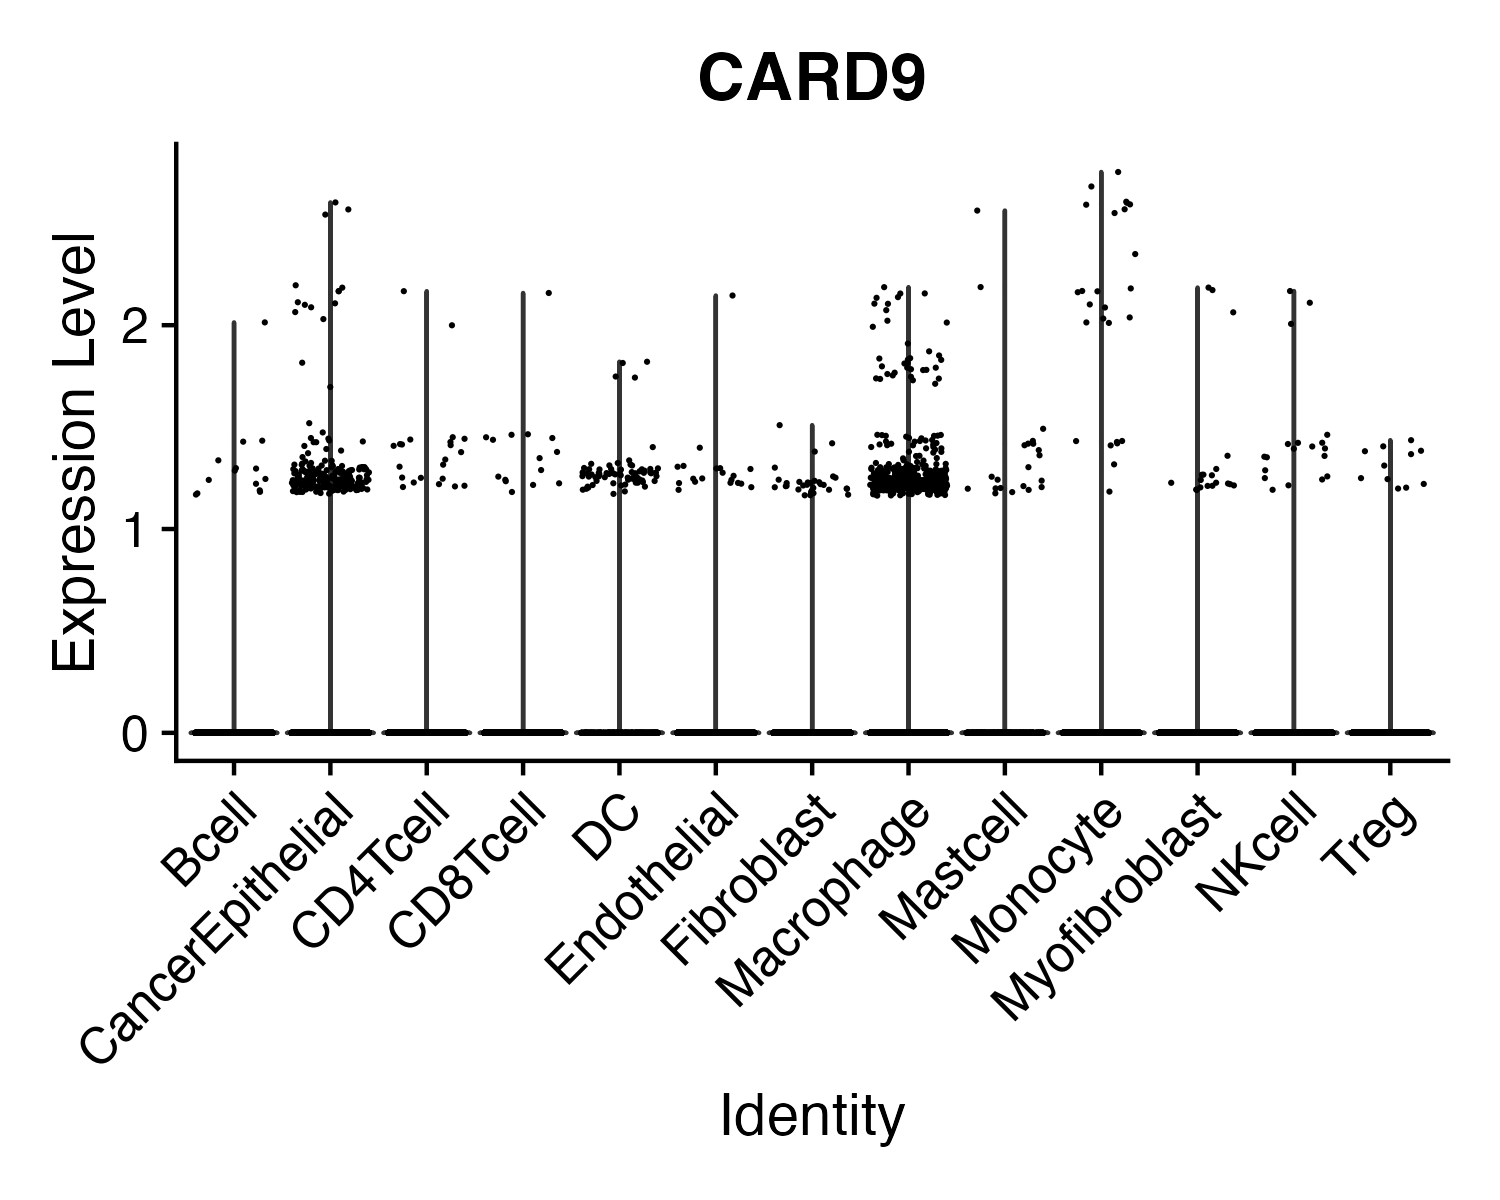 CARD9
Expression Level
2
1
0
Bcell
CancerEpithelial
CD4Tcell
CD8Tcell
DC
Endothelial
Fibroblast
Macrophage
Mastcell
Monocyte
Myofibroblast
NKcell
Treg
Identity